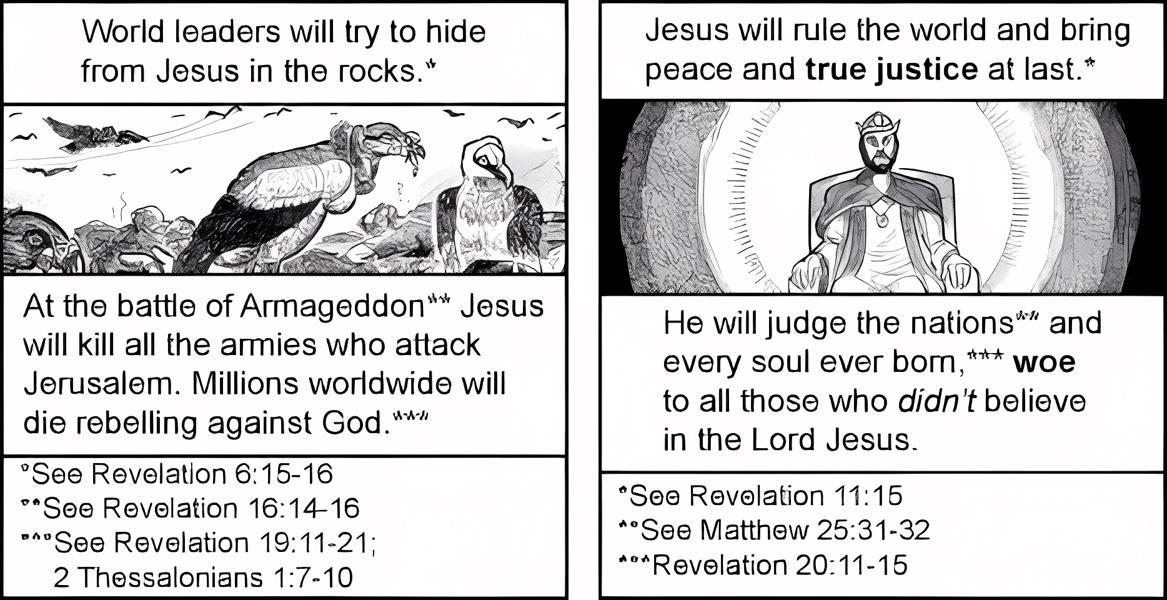 World leaders will try to hide
from Jesus in the rocks.*
At the battle of Armageddon** Jesus
will kill all the armies who attack
Jerusalem. Millions worldwide will
die rebelling against God.***
*See Revelation 6:15-16
**See Revelation 16:14-16
***See Revelation 19:11-21;
2 Thessalonians 1:7-10
Jesus will rule the world and bring
peace and true justice at last.*
He will judge the nations** and
every soul ever born,*** woe
to all those who didn't believe
in the Lord Jesus.
*See Revelation 11:15
**See Matthew 25:31-32
***Revelation 20:11-15